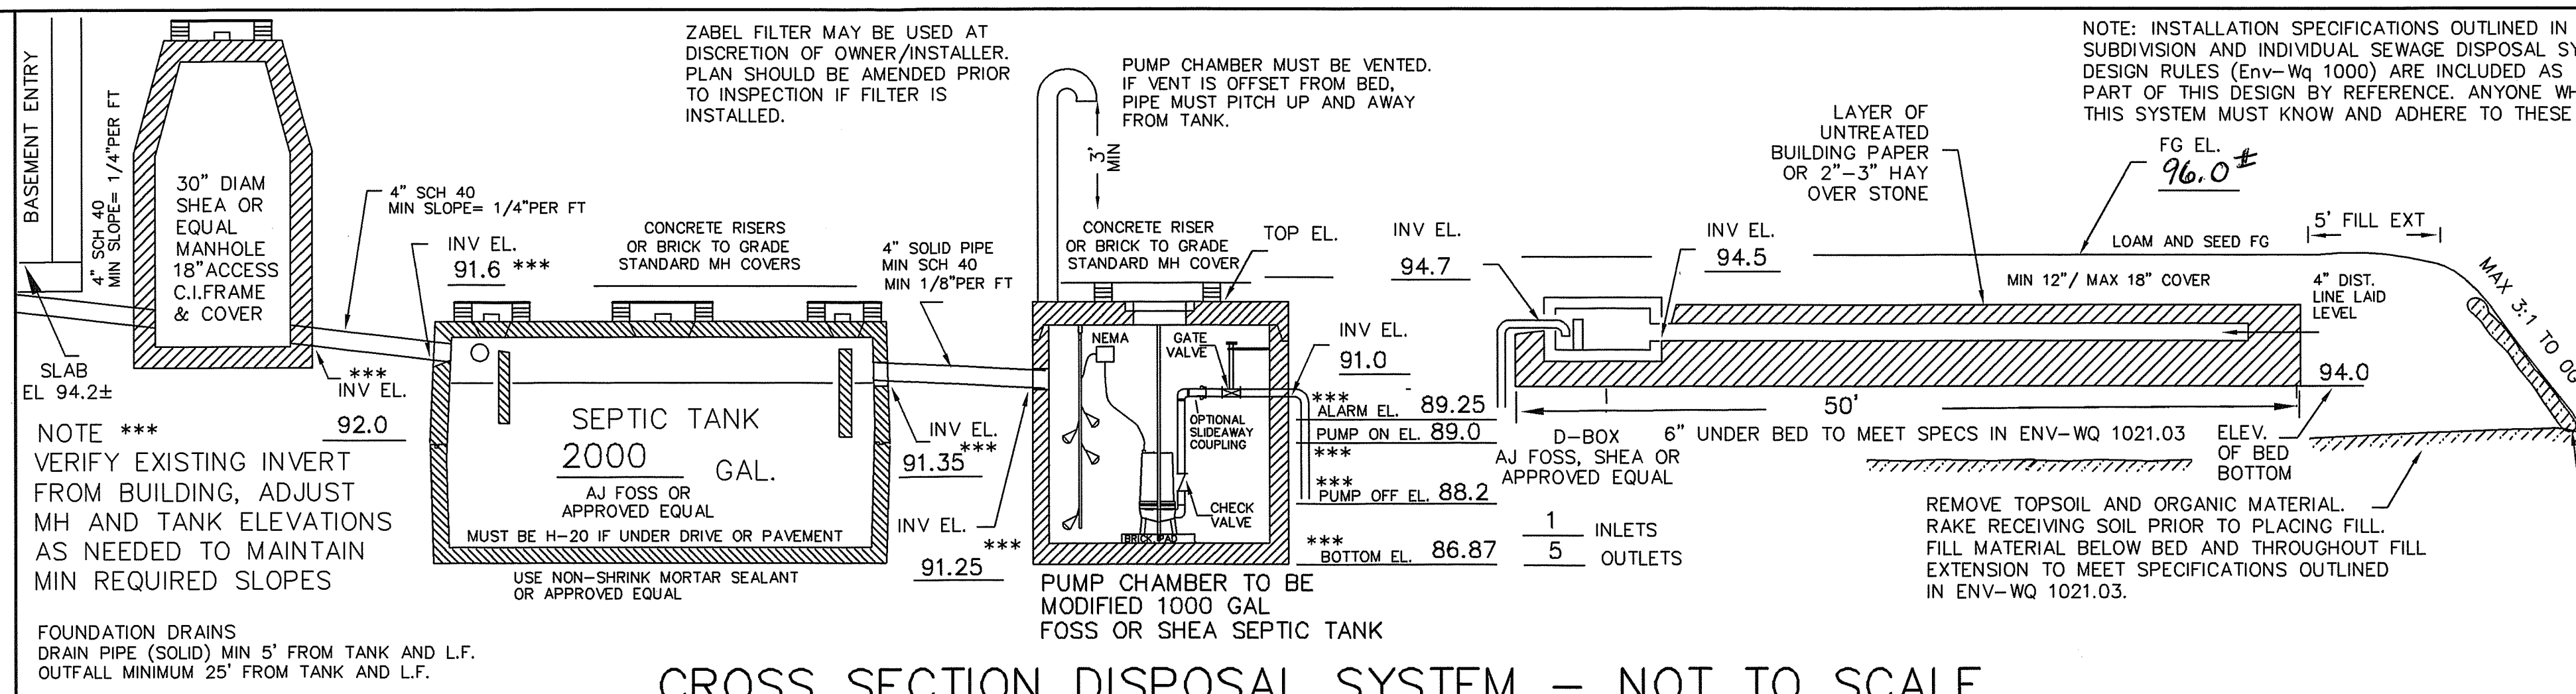 BASEMENT ENTRY
4" SCH 40
MIN SLOPE= 1/4"PER FT
30" DIAM
SHEA OR
EQUAL
MANHOLE
18"ACCESS
C.I.FRAME
& COVER
SLAB
EL 94.2±
4" SCH 40
MIN SLOPE= 1/4"PER FT
INV EL.
91.6 ***
***
INV EL.
92.0
NOTE ***
VERIFY EXISTING INVERT
FROM BUILDING, ADJUST
MH AND TANK ELEVATIONS
AS NEEDED TO MAINTAIN
MIN REQUIRED SLOPES
FOUNDATION DRAINS
DRAIN PIPE (SOLID) MIN 5' FROM TANK AND L.F.
OUTFALL MINIMUM 25' FROM TANK AND L.F.
ZABEL FILTER MAY BE USED AT
DISCRETION OF OWNER/INSTALLER.
PLAN SHOULD BE AMENDED PRIOR
TO INSPECTION IF FILTER IS
INSTALLED.
CONCRETE RISERS
OR BRICK TO GRADE
STANDARD MH COVERS
SEPTIC TANK
2000 GAL.
AJ FOSS OR
APPROVED EQUAL
MUST BE H-20 IF UNDER DRIVE OR PAVEMENT
USE NON-SHRINK MORTAR SEALANT
OR APPROVED EQUAL
4" SOLID PIPE
MIN SCH 40
MIN 1/8"PER FT
INV EL.
91.35 ***
INV EL.
***
91.25
PUMP CHAMBER MUST BE VENTED.
IF VENT IS OFFSET FROM BED,
PIPE MUST PITCH UP AND AWAY
FROM TANK.
3'
MIN
CONCRETE RISER
OR BRICK TO GRADE
STANDARD MH COVER
TOP EL.
NEMA
GATE
VALVE
OPTIONAL
SLIDEAWAY
COUPLING
CHECK
VALVE
BRICK PAD
PUMP CHAMBER TO BE
MODIFIED 1000 GAL
FOSS OR SHEA SEPTIC TANK
INV EL.
91.0
***
ALARM EL. 89.25
PUMP ON EL. 89.0
***
***
PUMP OFF EL. 88.2
***
BOTTOM EL. 86.87
INV EL.
94.7
INV EL.
94.5
LAYER OF
UNTREATED
BUILDING PAPER
OR 2"-3" HAY
OVER STONE
NOTE: INSTALLATION SPECIFICATIONS OUTLINED IN
SUBDIVISION AND INDIVIDUAL SEWAGE DISPOSAL SY
DESIGN RULES (Env-Wq 1000) ARE INCLUDED AS
PART OF THIS DESIGN BY REFERENCE. ANYONE WH
THIS SYSTEM MUST KNOW AND ADHERE TO THESE
FG EL.
96.0±
5' FILL EXT
LOAM AND SEED FG
MIN 12"/ MAX 18" COVER
4" DIST.
LINE LAID
LEVEL
MAX 3:1 TO OG
94.0
50'
D-BOX
AJ FOSS, SHEA OR
APPROVED EQUAL
6" UNDER BED TO MEET SPECS IN ENV-WQ 1021.03
ELEV.
OF BED
BOTTOM
1 INLETS
5 OUTLETS
REMOVE TOPSOIL AND ORGANIC MATERIAL.
RAKE RECEIVING SOIL PRIOR TO PLACING FILL.
FILL MATERIAL BELOW BED AND THROUGHOUT FILL
EXTENSION TO MEET SPECIFICATIONS OUTLINED
IN ENV-WQ 1021.03.
CROSS SECTION DISPOSAL SYSTEM - NOT TO SCALE